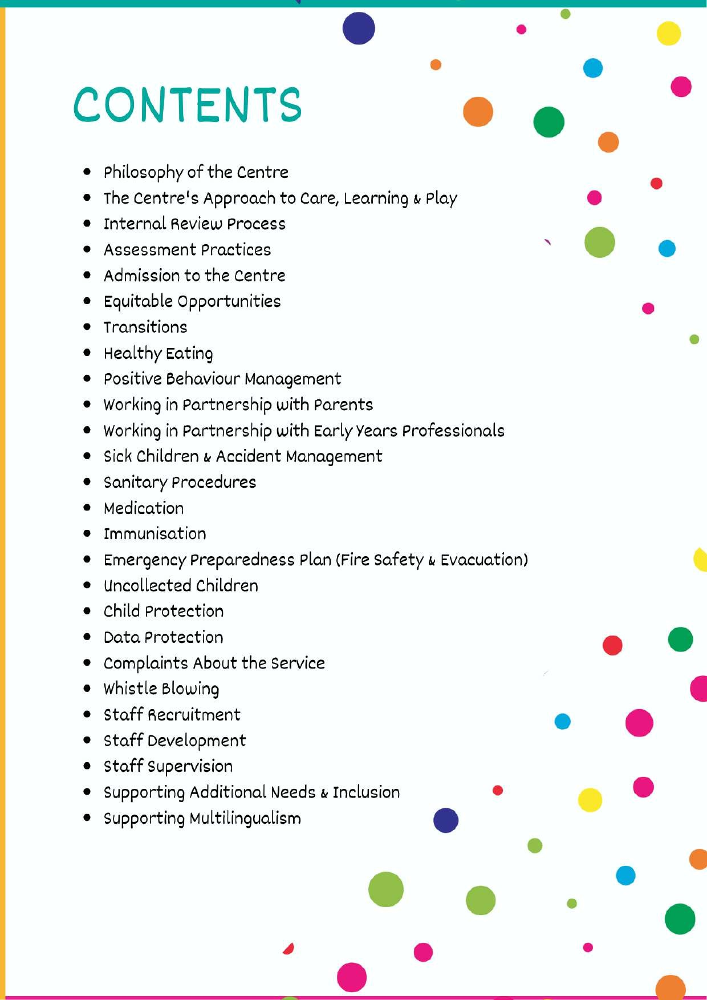 CONTENTS
• Philosophy of the Centre
• The Centre's Approach to Care, Learning & Play
• Internal Review Process
• Assessment Practices
• Admission to the Centre
• Equitable Opportunities
• Transitions
• Healthy Eating
• Positive Behaviour Management
• Working in Partnership with Parents
• Working in Partnership with Early Years Professionals
• Sick Children & Accident Management
• Sanitary Procedures
• Medication
• Immunisation
• Emergency Preparedness Plan (Fire Safety & Evacuation)
• Uncollected Children
• Child Protection
• Data Protection
• Complaints About the Service
• Whistle Blowing
• Staff Recruitment
• Staff Development
• Staff Supervision
• Supporting Additional Needs & Inclusion
• Supporting Multilingualism